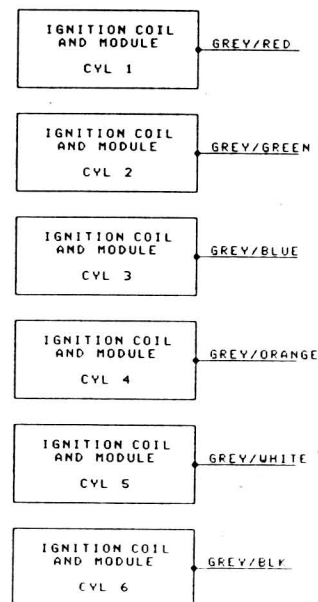 IGNITION COIL
AND MODULE
CYL 1
GREY/RED
IGNITION COIL
AND MODULE
CYL 2
GREY/GREEN
IGNITION COIL
AND MODULE
CYL 3
GREY/BLUE
IGNITION COIL
AND MODULE
CYL 4
GREY/ORANGE
IGNITION COIL
AND MODULE
CYL 5
GREY/WHITE
IGNITION COIL
AND MODULE
CYL 6
GREY/BLK